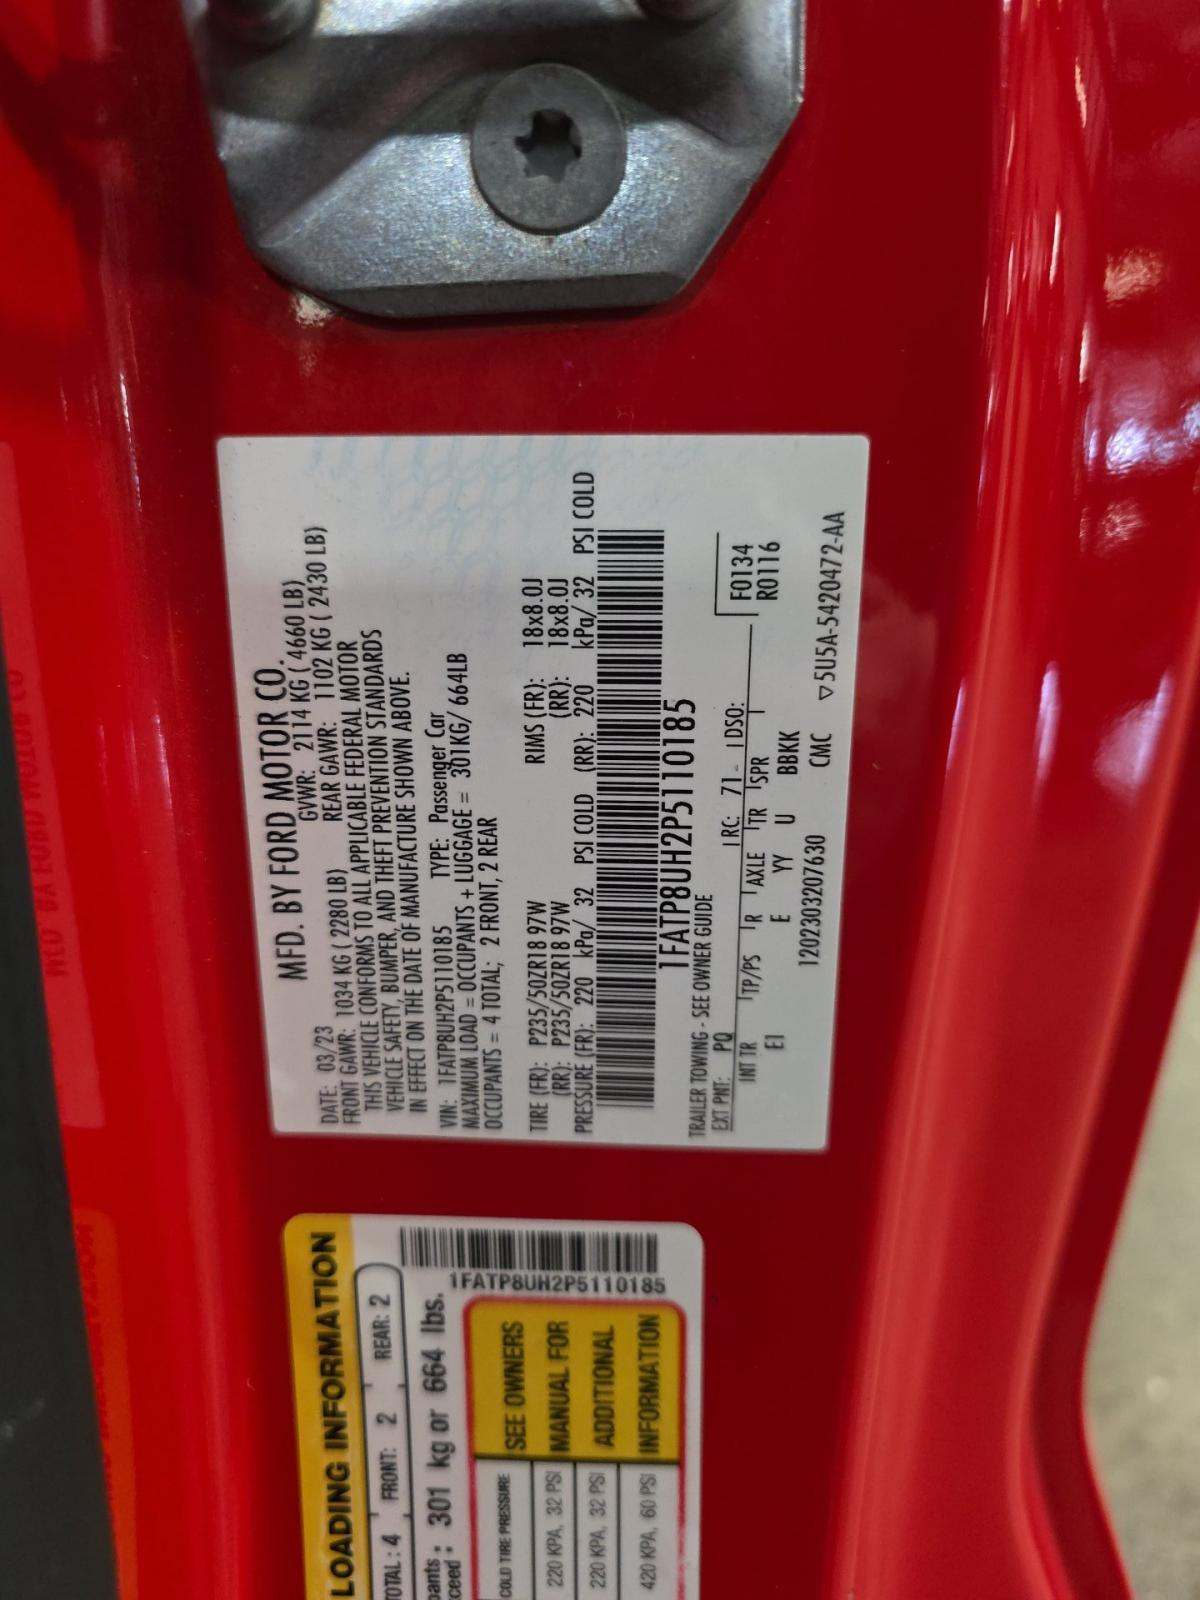 MFD. BY FORD MOTOR CO.
DATE: 03/23 GVWR: 2114 KG ( 4660 LB)
FRONT GAWR: 1034 KG ( 2280 LB) REAR GAWR: 1102 KG ( 2430 LB)
THIS VEHICLE CONFORMS TO ALL APPLICABLE FEDERAL MOTOR
VEHICLE SAFETY, BUMPER, AND THEFT PREVENTION STANDARDS
IN EFFECT ON THE DATE OF MANUFACTURE SHOWN ABOVE.
VIN: 1FATP8UH2P5110185 TYPE: Passenger Car
MAXIMUM LOAD = OCCUPANTS + LUGGAGE = 301KG/ 664LB
OCCUPANTS = 4 TOTAL; 2 FRONT, 2 REAR
TIRE (FR): P235/50ZR18 97W RIMS (FR): 18x8.0J
(RR): P235/50ZR18 97W (RR): 18x8.0J
PRESSURE (FR): 220 kPa/ 32 PSI COLD (RR): 220 kPa/ 32 PSI COLD
1FATP8UH2P5110185
TRAILER TOWING - SEE OWNER GUIDE
EXT PNT: PQ RC: 71- DSO: F0134
INT TR TP/PS R AXLE TR SPR R0116
E1 E YY U BBKK
1202303207630 CMC ▽5U5A-5420472-AA
LOADING INFORMATION
TOTAL : 4 FRONT: 2 REAR: 2
301 kg or 664 lbs.
1FATP8UH2P5110185
COLD TIRE PRESSURE
220 KPA, 32 PSI
220 KPA, 32 PSI
420 KPA, 60 PSI
SEE OWNERS
MANUAL FOR
ADDITIONAL
INFORMATION